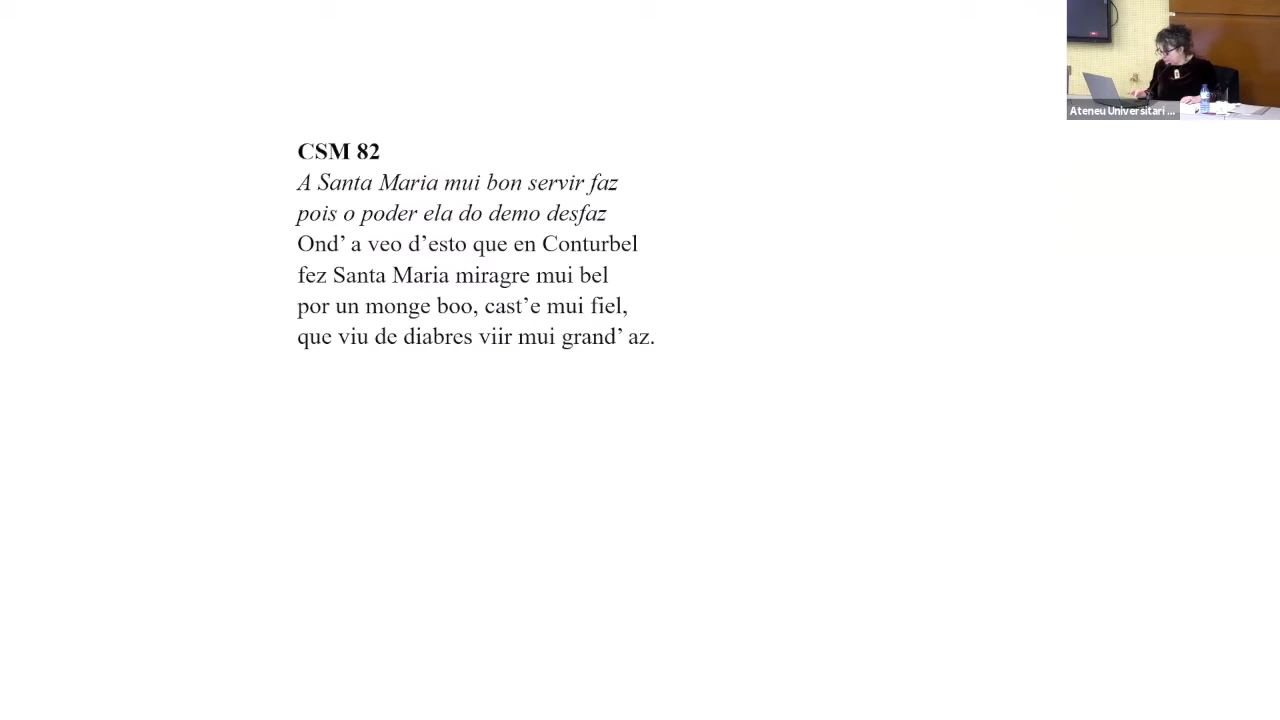 CSM 82
A Santa Maria mui bon servir faz
pois o poder ela do demo desfaz
Ond’ a veo d’esto que en Conturbel
fez Santa Maria miragre mui bel
por un monge boo, cast’e mui fiel,
que viu de diabres viir mui grand’ az.
Ateneu Universitari ...